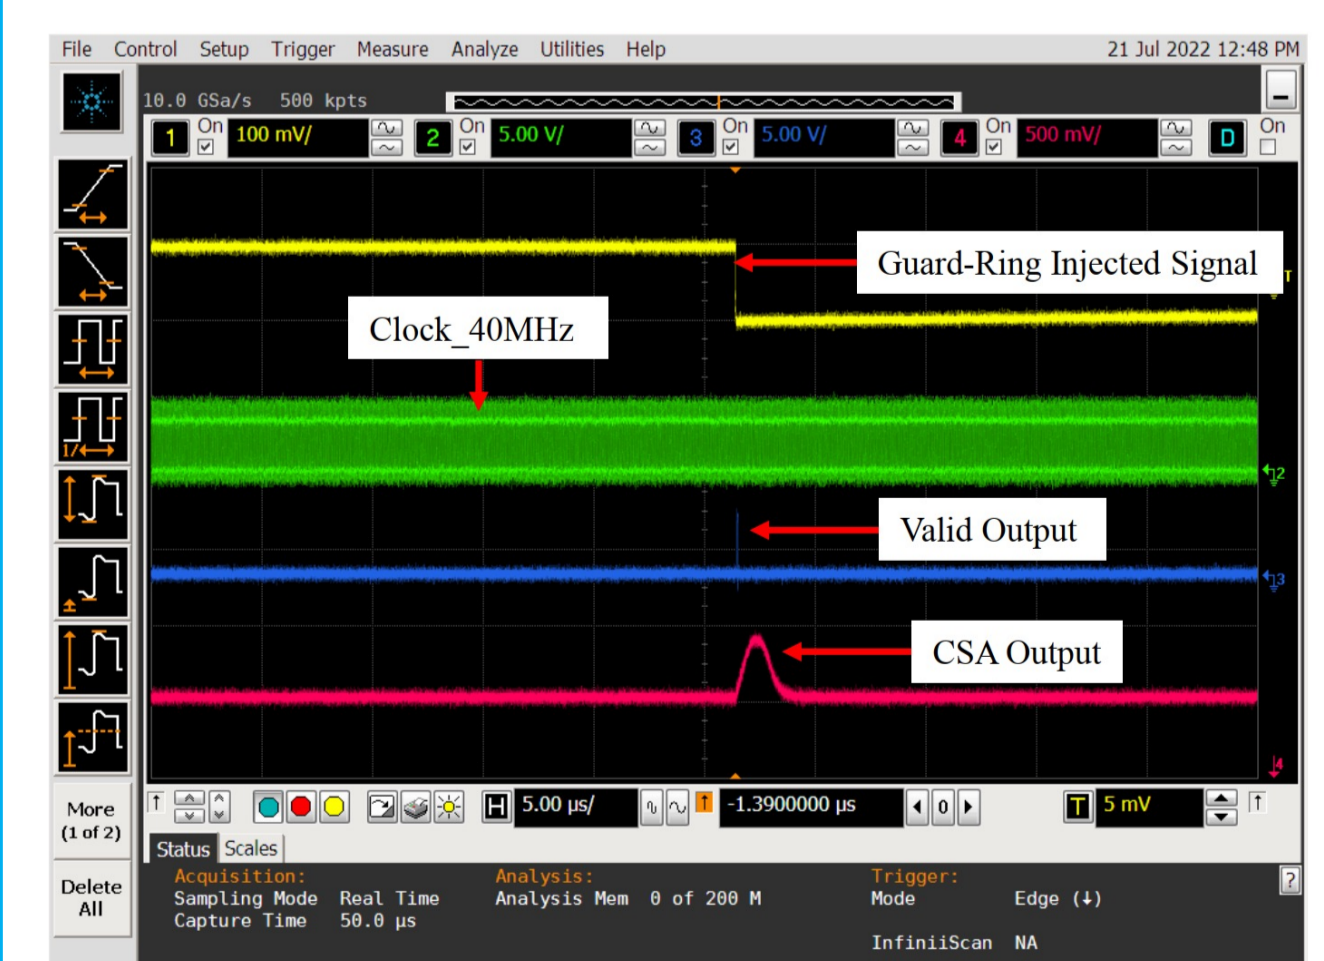 File Control Setup Trigger Measure Analyze Utilities Help 21 Jul 2022 12:48 PM
10.0 GSa/s 500 kpts
1 On 100 mV/ 2 On 5.00 V/ 3 On 5.00 V/ 4 On 500 mV/ D On
Guard-Ring Injected Signal
T
Clock_40MHz
1/
2
Valid Output
3
CSA Output
4
More
(1 of 2)
Delete
All
H 5.00 µs/ -1.3900000 µs 0 T 5 mV
Status Scales
Acquisition: Analysis: Trigger:
Sampling Mode Real Time Analysis Mem 0 of 200 M Mode Edge (↓)
Capture Time 50.0 µs
InfiniiScan NA
?